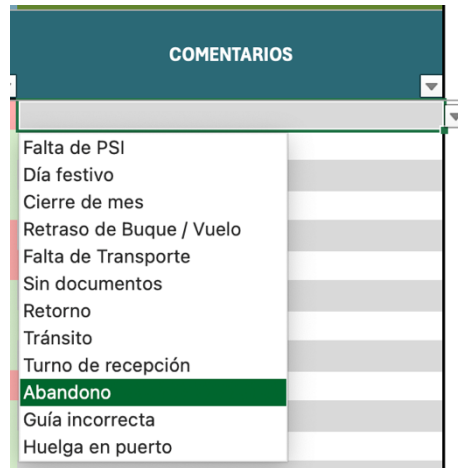 COMENTARIOS
Falta de PSI
Día festivo
Cierre de mes
Retraso de Buque / Vuelo
Falta de Transporte
Sin documentos
Retorno
Tránsito
Turno de recepción
Abandono
Guía incorrecta
Huelga en puerto